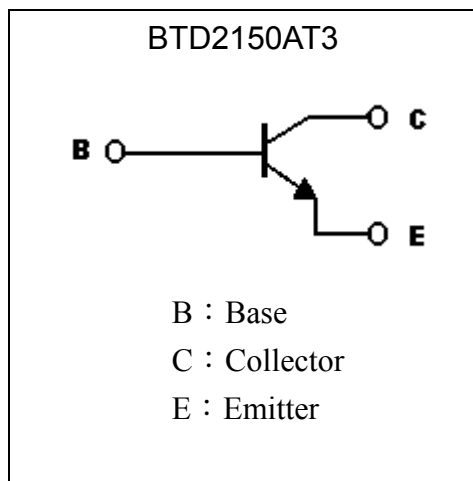 BTD2150AT3
C
B
E
B：Base
C：Collector
E：Emitter